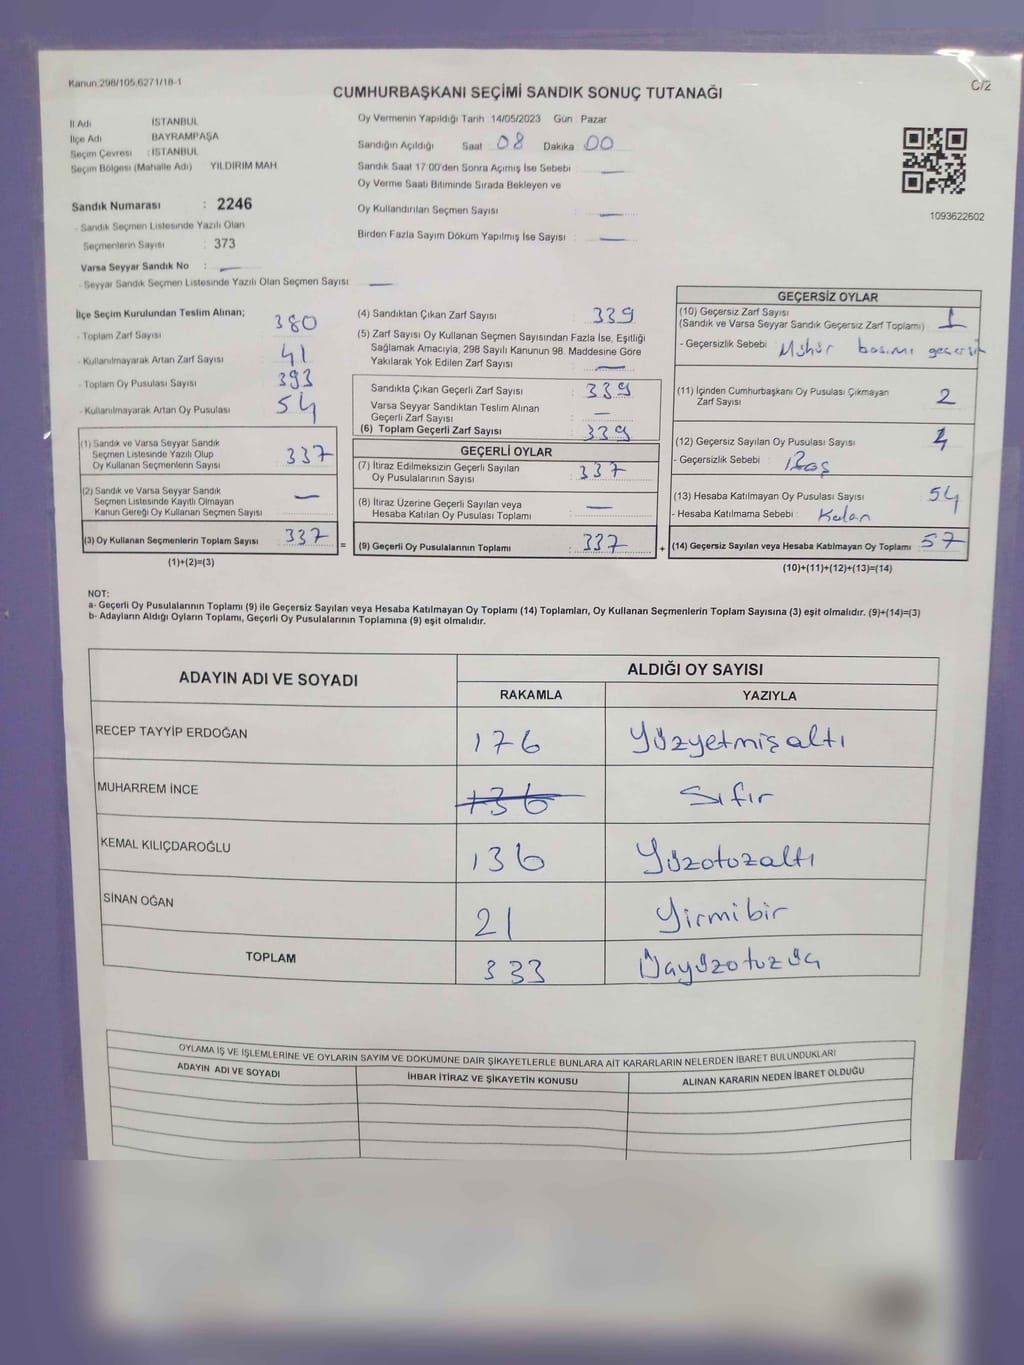 Kanun 298/105,6271/18-1
C/2
CUMHURBAŞKANI SEÇİMİ SANDIK SONUÇ TUTANAĞI
İl Adı İSTANBUL
İlçe Adı BAYRAMPAŞA
Seçim Çevresi : İSTANBUL
Seçim Bölgesi (Mahalle Adı) YILDIRIM MAH
Sandık Numarası : 2246
- Sandık Seçmen Listesinde Yazılı Olan
Seçmenlerin Sayısı : 373
Varsa Seyyar Sandık No : —
- Seyyar Sandık Seçmen Listesinde Yazılı Olan Seçmen Sayısı —
Oy Vermenin Yapıldığı Tarih 14/05/2023 Gün Pazar
Sandığın Açıldığı Saat 08 Dakika 00
Sandık Saat 17:00'den Sonra Açımış İse Sebebi —
Oy Verme Saati Bitiminde Sırada Bekleyen ve
Oy Kullandırılan Seçmen Sayısı —
Birden Fazla Sayım Döküm Yapılmış İse Sayısı : —
1093622602
İlçe Seçim Kurulundan Teslim Alınan;
- Toplam Zarf Sayısı 380
- Kullanılmayarak Artan Zarf Sayısı 41
- Toplam Oy Pusulası Sayısı 393
- Kullanılmayarak Artan Oy Pusulası 54
(1) Sandık ve Varsa Seyyar Sandık
Seçmen Listesinde Yazılı Olup
Oy Kullanan Seçmenlerin Sayısı 337
(2) Sandık ve Varsa Seyyar Sandık
Seçmen Listesinde Kayıtlı Olmayan
Kanun Gereği Oy Kullanan Seçmen Sayısı —
(3) Oy Kullanan Seçmenlerin Toplam Sayısı 337 =
(1)+(2)=(3)
(4) Sandıktan Çıkan Zarf Sayısı 339
(5) Zarf Sayısı Oy Kullanan Seçmen Sayısından Fazla İse, Eşitliği
Sağlamak Amacıyla, 298 Sayılı Kanunun 98. Maddesine Göre
Yakılarak Yok Edilen Zarf Sayısı —
Sandıkta Çıkan Geçerli Zarf Sayısı : 339
Varsa Seyyar Sandıktan Teslim Alınan
Geçerli Zarf Sayısı : —
(6) Toplam Geçerli Zarf Sayısı 339
GEÇERLİ OYLAR
(7) İtiraz Edilmeksizin Geçerli Sayılan
Oy Pusulalarının Sayısı : 337
(8) İtiraz Üzerine Geçerli Sayılan veya
Hesaba Katılan Oy Pusulası Toplamı : —
(9) Geçerli Oy Pusulalarının Toplamı : 337 +
GEÇERSİZ OYLAR
(10) Geçersiz Zarf Sayısı
(Sandık ve Varsa Seyyar Sandık Geçersiz Zarf Toplamı) 1
- Geçersizlik Sebebi : Mühür basımı geçersiz
(11) İçinden Cumhurbaşkanı Oy Pusulası Çıkmayan
Zarf Sayısı 2
(12) Geçersiz Sayılan Oy Pusulası Sayısı
- Geçersizlik Sebebi : Boş
(13) Hesaba Katılmayan Oy Pusulası Sayısı 54
- Hesaba Katılmama Sebebi : Kalan
(14) Geçersiz Sayılan veya Hesaba Katılmayan Oy Toplamı 57
(10)+(11)+(12)+(13)=(14)
NOT:
a- Geçerli Oy Pusulalarının Toplamı (9) ile Geçersiz Sayılan veya Hesaba Katılmayan Oy Toplamı (14) Toplamları, Oy Kullanan Seçmenlerin Toplam Sayısına (3) eşit olmalıdır. (9)+(14)=(3)
b- Adayların Aldığı Oyların Toplamı, Geçerli Oy Pusulalarının Toplamına (9) eşit olmalıdır.
ADAYIN ADI VE SOYADI
ALDIĞI OY SAYISI
RAKAMLA YAZIYLA
RECEP TAYYİP ERDOĞAN 176 Yüzyetmişaltı
MUHARREM İNCE 136 Sıfır
KEMAL KILIÇDAROĞLU 136 Yüzotuzaltı
SİNAN OĞAN 21 Yirmibir
TOPLAM 333 Üçyüzotuzüç
OYLAMA İŞ VE İŞLEMLERİNE VE OYLARIN SAYIM VE DÖKÜMÜNE DAİR ŞİKAYETLERLE BUNLARA AİT KARARLARIN NELERDEN İBARET BULUNDUKLARI
ADAYIN ADI VE SOYADI İHBAR İTİRAZ VE ŞİKAYETİN KONUSU ALINAN KARARIN NEDEN İBARET OLDUĞU